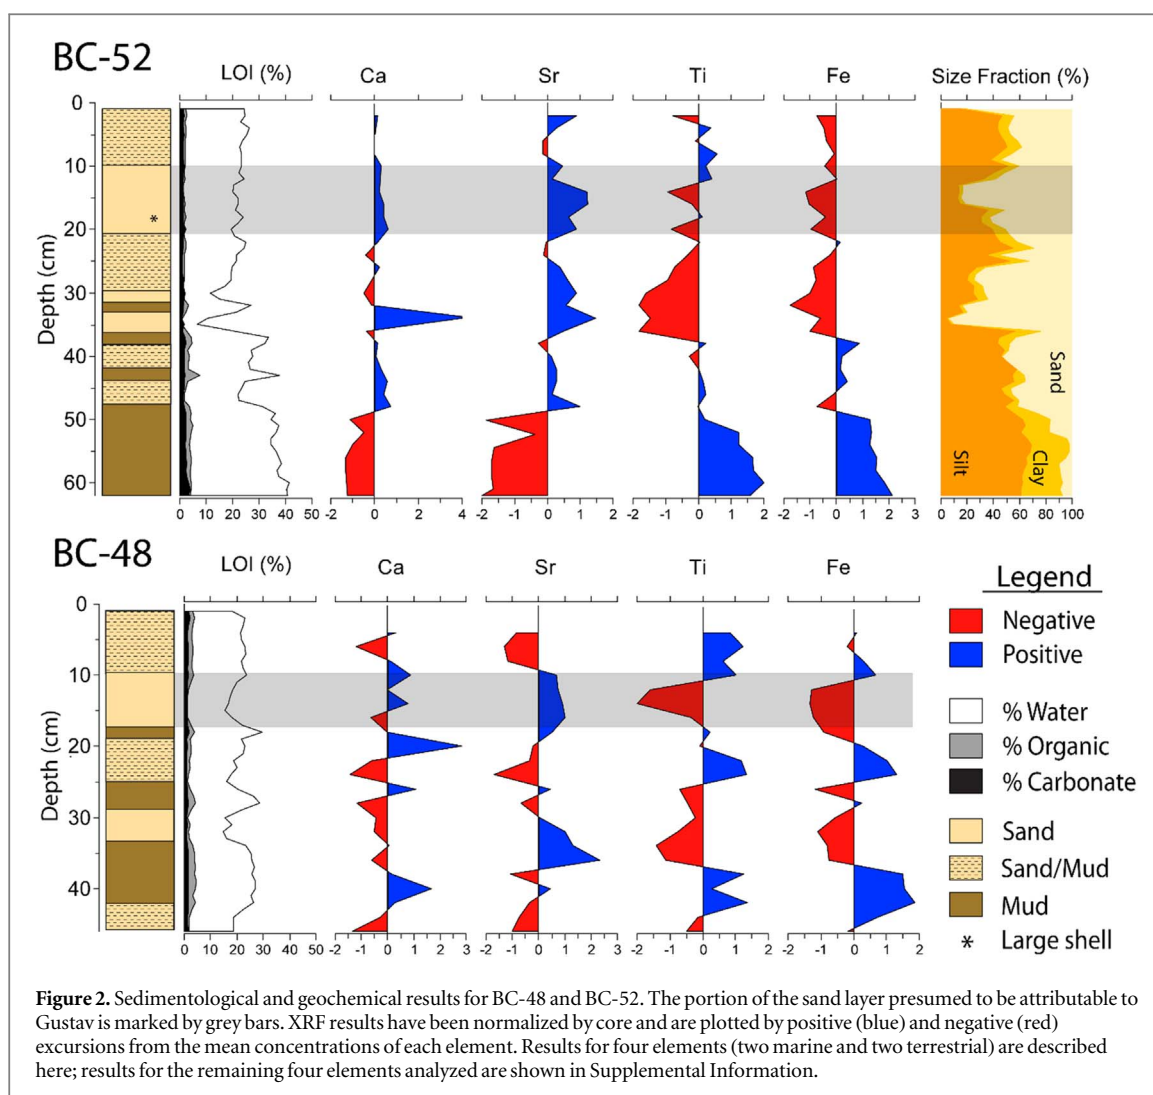 BC-52
LOI (%)
Ca
Sr
Ti
Fe
Size Fraction (%)
Depth (cm)
0
10
20
30
40
50
60
*
Silt
Clay
Sand
0 10 20 30 40 50
0 4
-2 -1 0 1 2
-2 -1 0 1 2
-2 -1 0 1 2 3
0 20 40 60 80 100
BC-48
LOI (%)
Ca
Sr
Ti
Fe
Depth (cm)
0
10
20
30
40
0 10 20 30 40 50
-2 -1 0 1 2 3
-2 -1 0 1 2 3
-2 -1 0 1 2
-2 -1 0 1 2
Legend
Negative
Positive
% Water
% Organic
% Carbonate
Sand
Sand/Mud
Mud
* Large shell
Figure 2. Sedimentological and geochemical results for BC-48 and BC-52. The portion of the sand layer presumed to be attributable to
Gustav is marked by grey bars. XRF results have been normalized by core and are plotted by positive (blue) and negative (red)
excursions from the mean concentrations of each element. Results for four elements (two marine and two terrestrial) are described
here; results for the remaining four elements analyzed are shown in Supplemental Information.